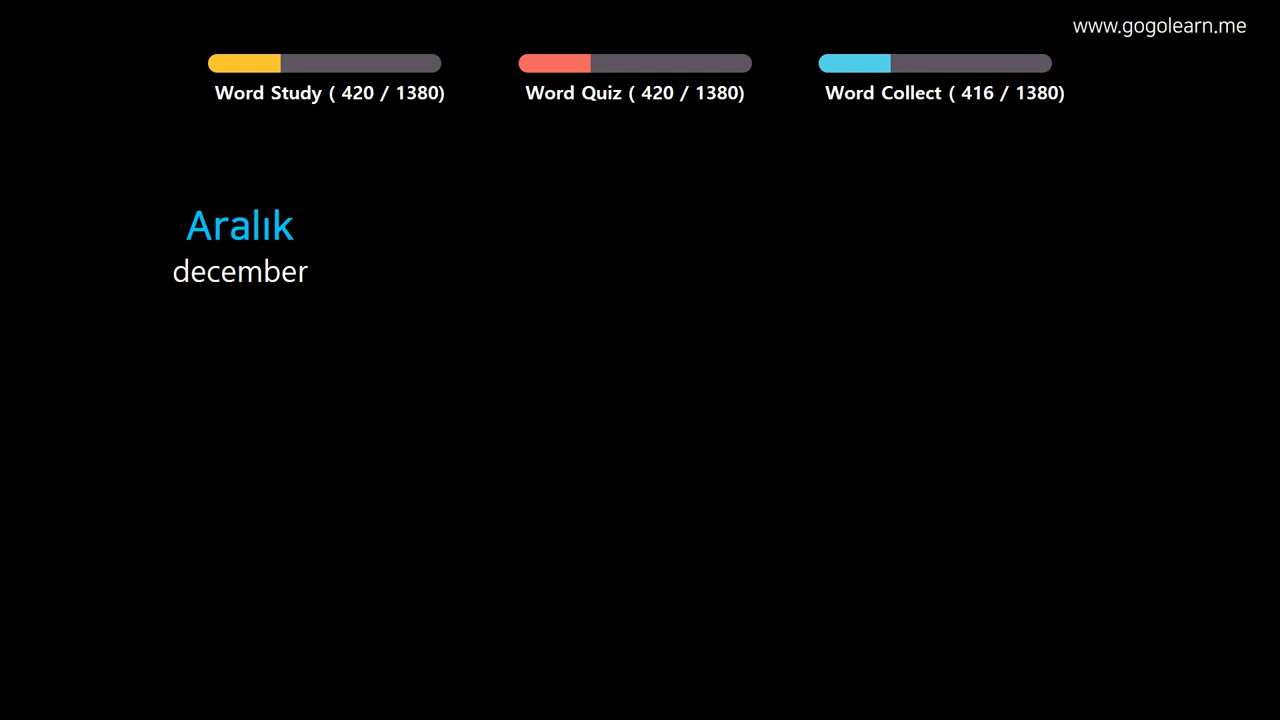 www.gogolearn.me
Word Study ( 420 / 1380)
Word Quiz ( 420 / 1380)
Word Collect ( 416 / 1380)
Aralık
december